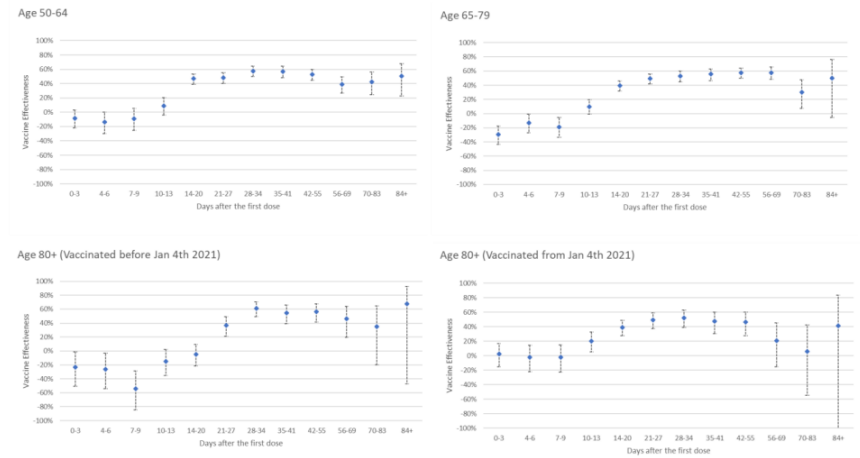 Age 50-64
100%
80%
60%
40%
20%
0%
-20%
-40%
-60%
-80%
-100%
Vaccine Effectiveness
0-3 4-6 7-9 10-13 14-20 21-27 28-34 35-41 42-55 56-69 70-83 84+
Days after the first dose
Age 65-79
100%
80%
60%
40%
20%
0%
-20%
-40%
-60%
-80%
-100%
Vaccine Effectiveness
0-3 4-6 7-9 10-13 14-20 21-27 28-34 35-41 42-55 56-69 70-83 84+
Days after the first dose
Age 80+ (Vaccinated before Jan 4th 2021)
100%
80%
60%
40%
20%
0%
-20%
-40%
-60%
-80%
-100%
Vaccine Effectiveness
0-3 4-6 7-9 10-13 14-20 21-27 28-34 35-41 42-55 56-69 70-83 84+
Days after the first dose
Age 80+ (Vaccinated from Jan 4th 2021)
100%
80%
60%
40%
20%
0%
-20%
-40%
-60%
-80%
-100%
Vaccine Effectiveness
0-3 4-6 7-9 10-13 14-20 21-27 28-34 35-41 42-55 56-69 70-83 84+
Days after the first dose